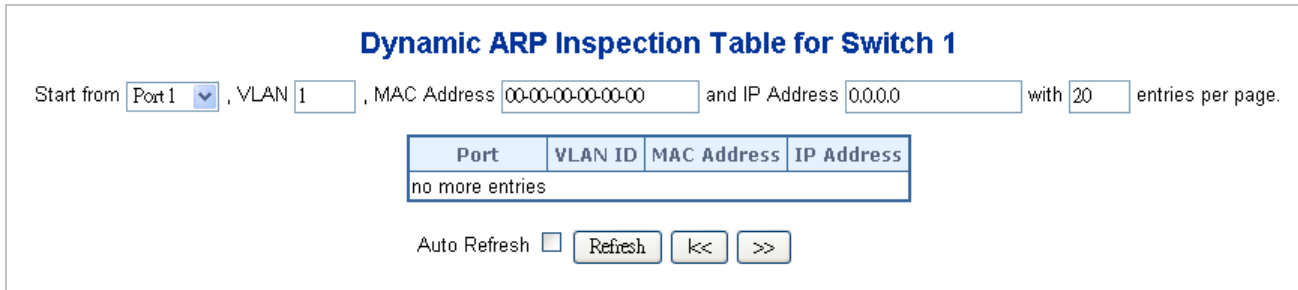 Dynamic ARP Inspection Table for Switch 1
Start from Port 1 , VLAN 1 , MAC Address 00-00-00-00-00-00 and IP Address 0.0.0.0 with 20 entries per page.
Port VLAN ID MAC Address IP Address
no more entries
Auto Refresh Refresh |<< >>